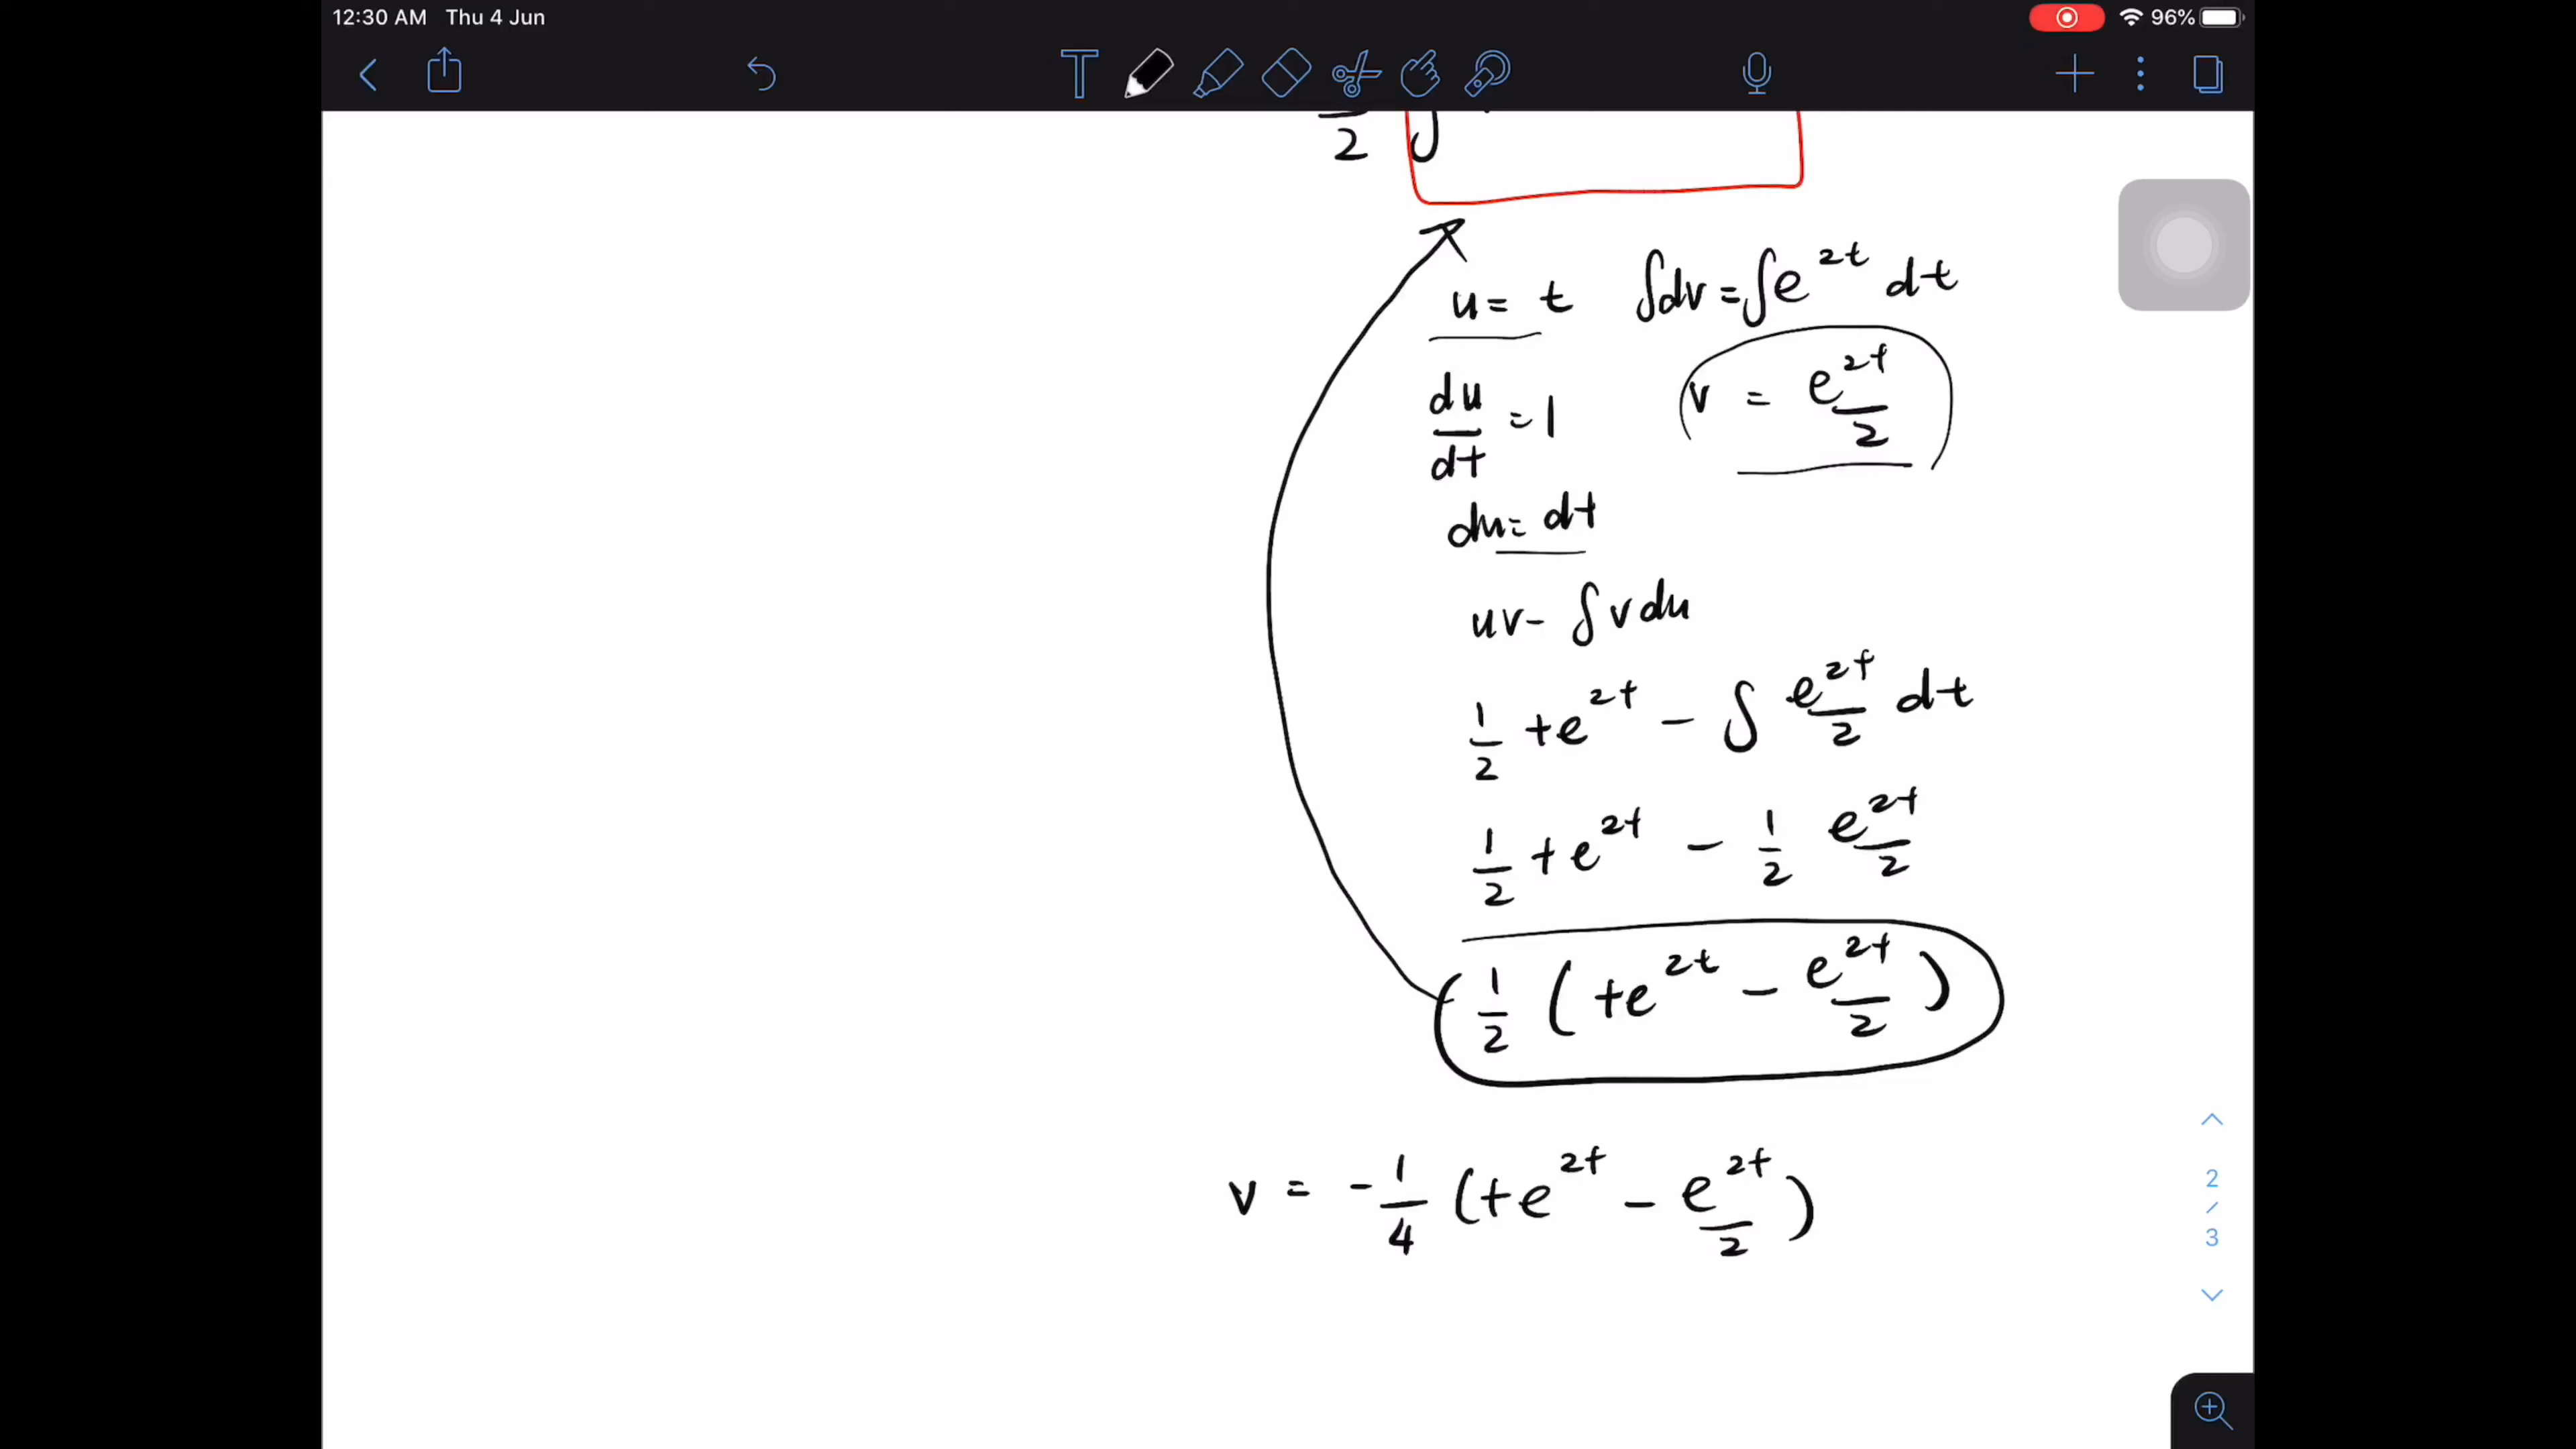 12:30 AM Thu 4 Jun 96%
T
2 ∫
u = t ∫dv = ∫e^{2t} dt
du/dt = 1 v = e^{2t}/2
du = dt
uv - ∫ v du
1/2 te^{2t} - ∫ e^{2t}/2 dt
1/2 te^{2t} - 1/2 e^{2t}/2
1/2 ( te^{2t} - e^{2t}/2 )
v = -1/4 ( te^{2t} - e^{2t}/2 )
2
/
3